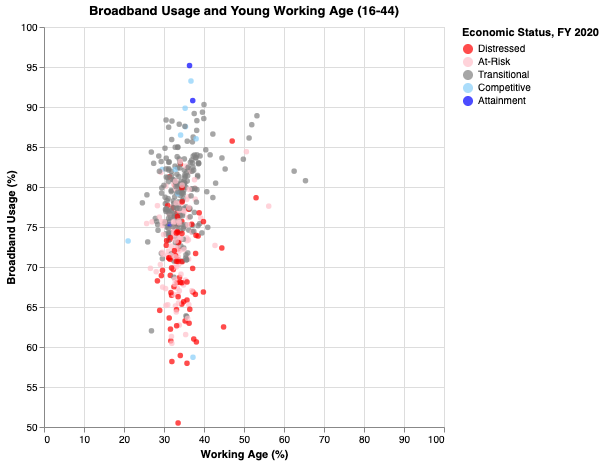 Broadband Usage and Young Working Age (16-44)
Economic Status, FY 2020
Distressed
At-Risk
Transitional
Competitive
Attainment
Broadband Usage (%)
100
95
90
85
80
75
70
65
60
55
50
0 10 20 30 40 50 60 70 80 90 100
Working Age (%)